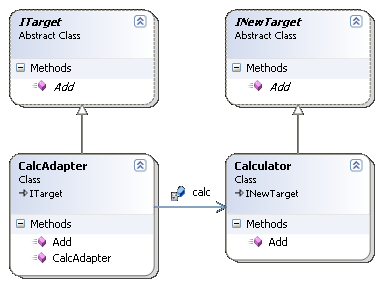 ITarget
Abstract Class
Methods
Add
INewTarget
Abstract Class
Methods
Add
CalcAdapter
Class
ITarget
Methods
Add
CalcAdapter
calc
Calculator
Class
INewTarget
Methods
Add